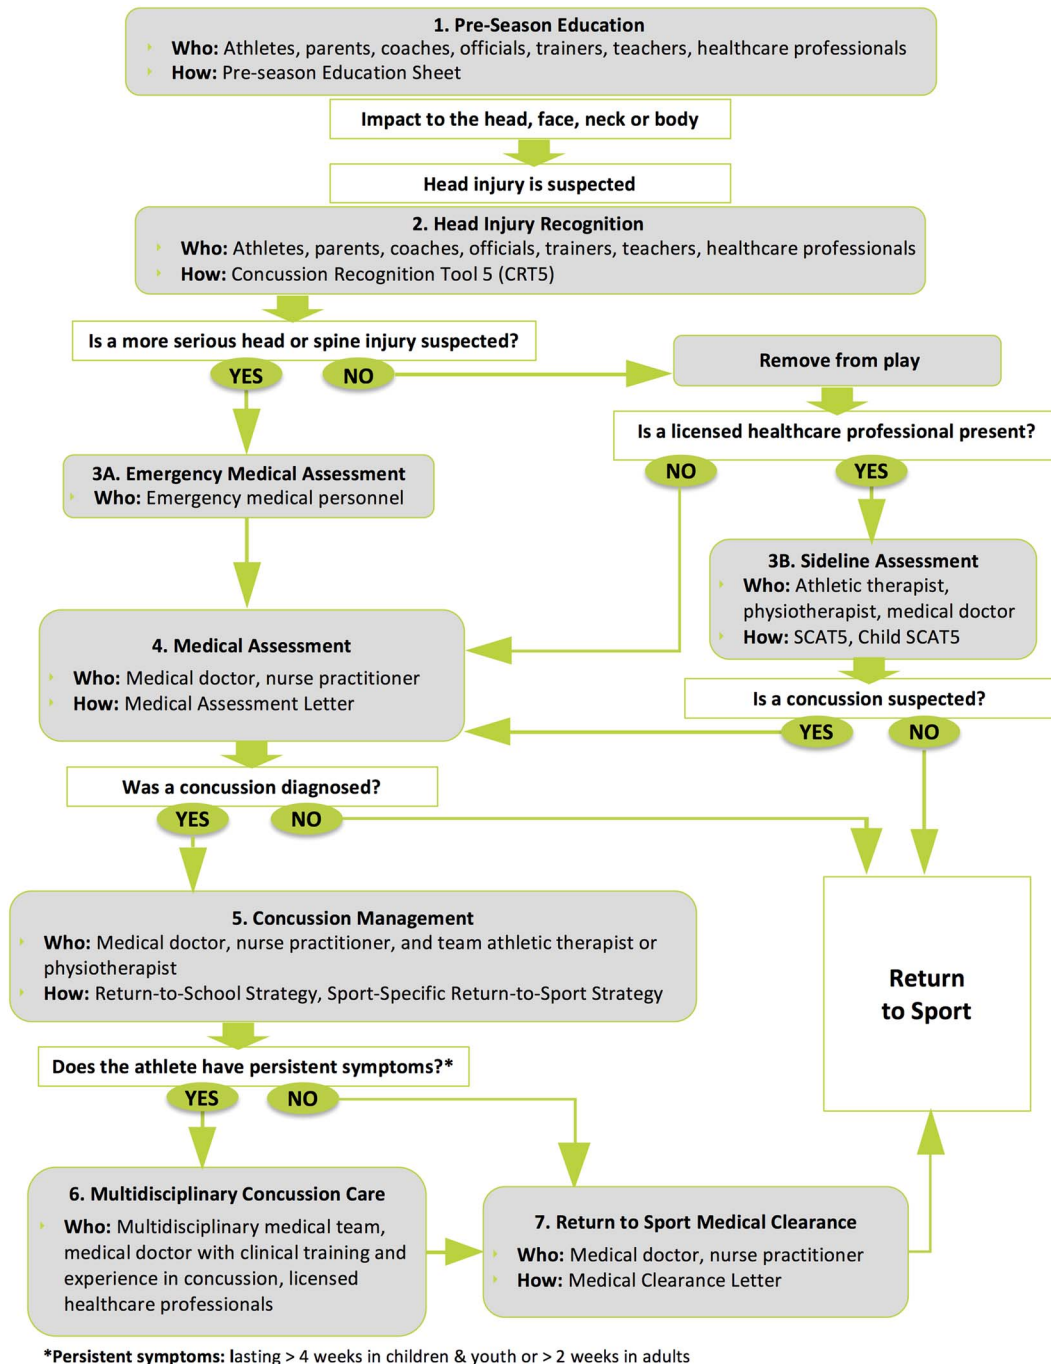 1. Pre-Season Education
Who: Athletes, parents, coaches, officials, trainers, teachers, healthcare professionals
How: Pre-season Education Sheet
Impact to the head, face, neck or body
Head injury is suspected
2. Head Injury Recognition
Who: Athletes, parents, coaches, officials, trainers, teachers, healthcare professionals
How: Concussion Recognition Tool 5 (CRT5)
Is a more serious head or spine injury suspected?
YES
NO
Remove from play
Is a licensed healthcare professional present?
NO
YES
3A. Emergency Medical Assessment
Who: Emergency medical personnel
3B. Sideline Assessment
Who: Athletic therapist,
physiotherapist, medical doctor
How: SCAT5, Child SCAT5
4. Medical Assessment
Who: Medical doctor, nurse practitioner
How: Medical Assessment Letter
Is a concussion suspected?
YES
NO
Was a concussion diagnosed?
YES
NO
5. Concussion Management
Who: Medical doctor, nurse practitioner, and team athletic therapist or
physiotherapist
How: Return-to-School Strategy, Sport-Specific Return-to-Sport Strategy
Return
to Sport
Does the athlete have persistent symptoms?*
YES
NO
6. Multidisciplinary Concussion Care
Who: Multidisciplinary medical team,
medical doctor with clinical training and
experience in concussion, licensed
healthcare professionals
7. Return to Sport Medical Clearance
Who: Medical doctor, nurse practitioner
How: Medical Clearance Letter
*Persistent symptoms: lasting > 4 weeks in children & youth or > 2 weeks in adults